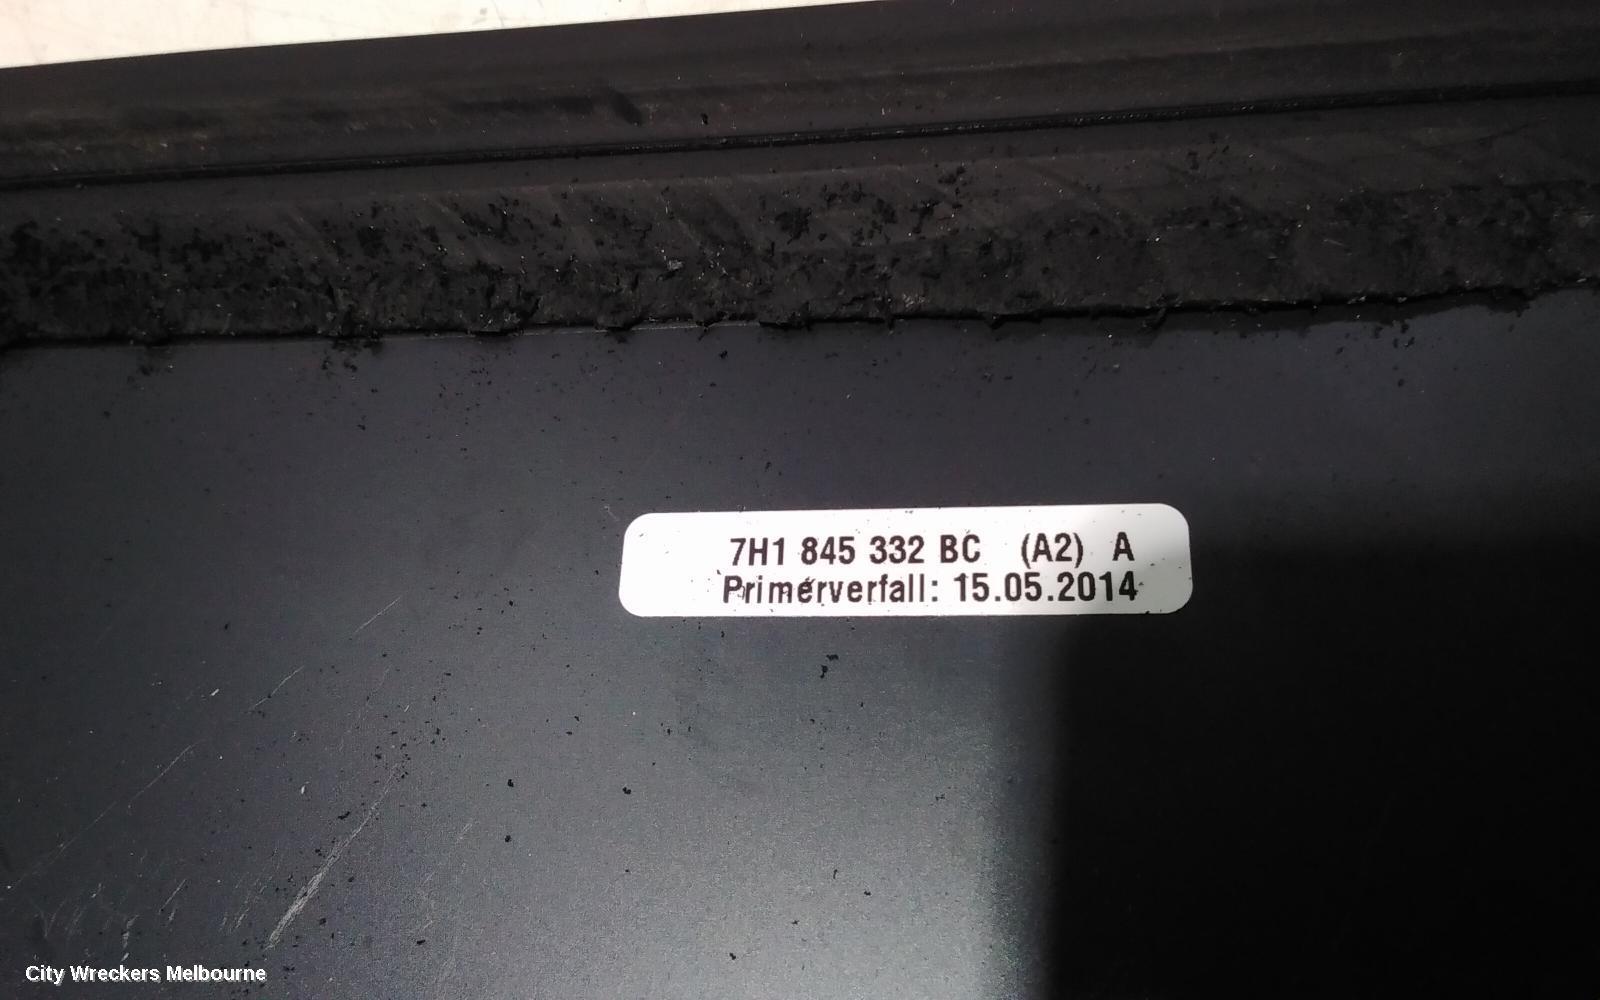 7H1 845 332 BC (A2) A
Primerverfall: 15.05.2014
City Wreckers Melbourne